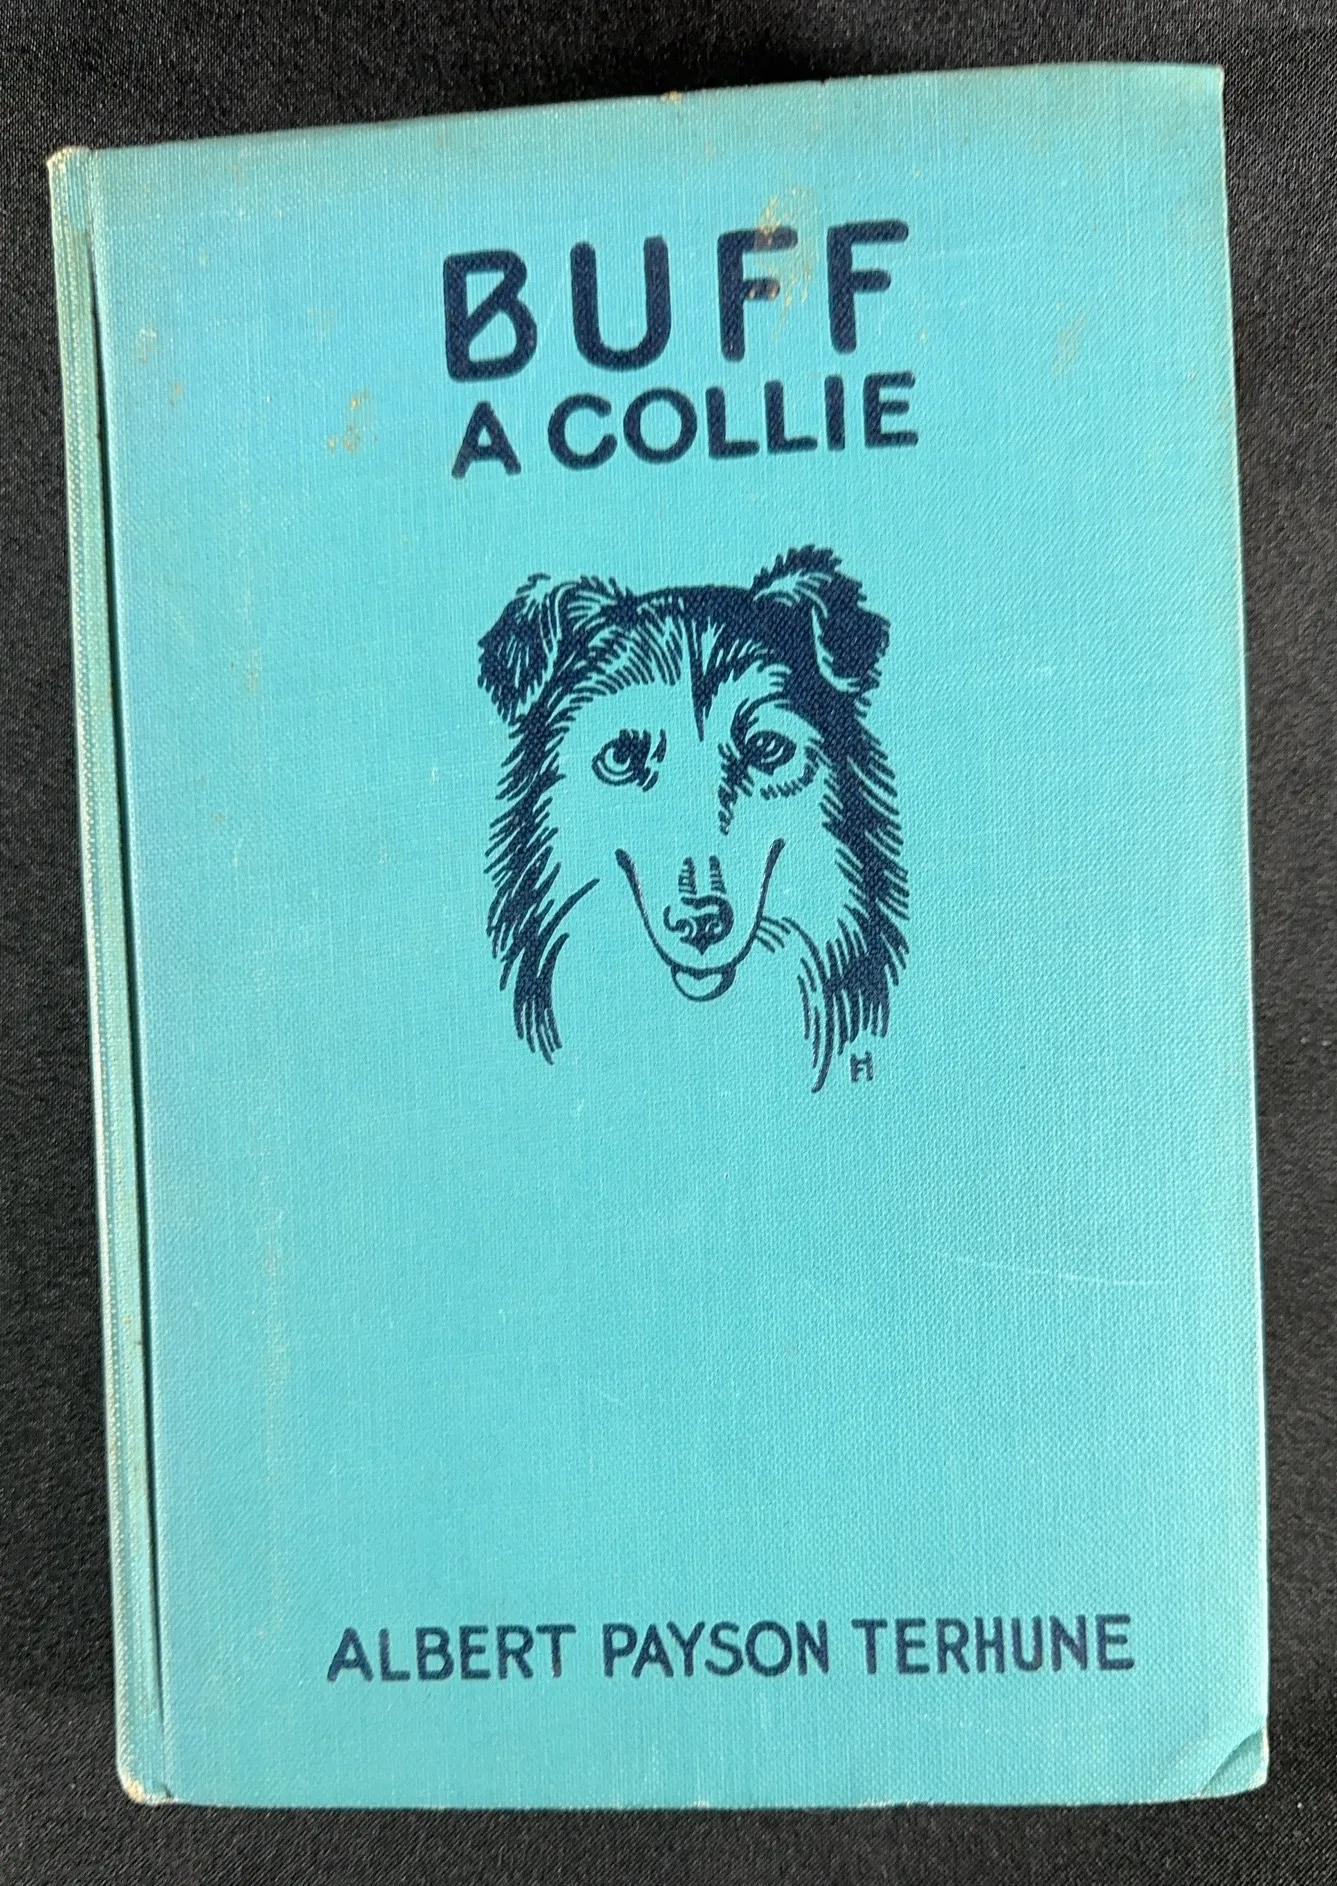 BUFF
A COLLIE
ALBERT PAYSON TERHUNE